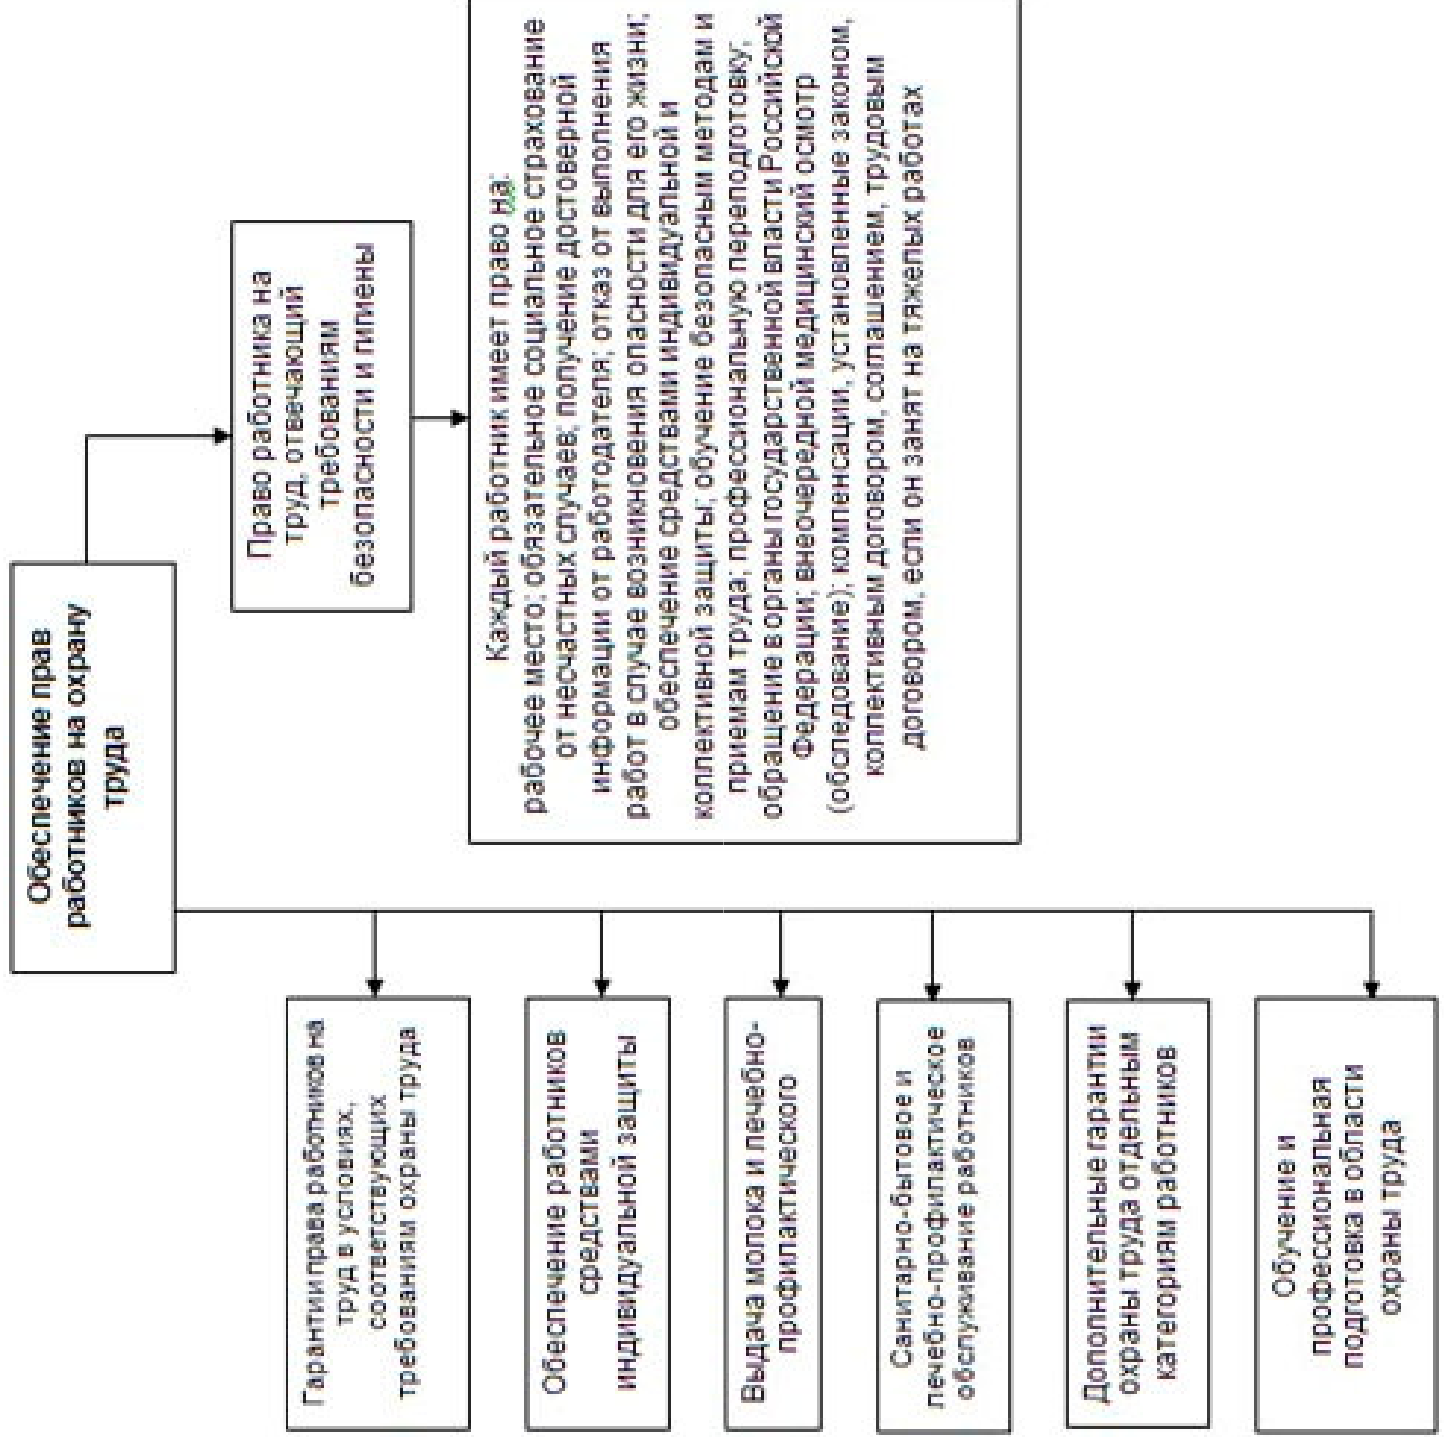 Обеспечение прав
работников на охрану
труда
Право работника на
труд, отвечающий
требованиям
безопасности и гигиены
Каждый работник имеет право на:
рабочее место; обязательное социальное страхование
от несчастных случаев; получение достоверной
информации от работодателя; отказ от выполнения
работ в случае возникновения опасности для его жизни;
обеспечение средствами индивидуальной и
коллективной защиты; обучение безопасным методам и
приемам труда; профессиональную переподготовку;
обращение в органы государственной власти Российской
Федерации; внеочередной медицинский осмотр
(обследование); компенсации, установленные законом,
коллективным договором, соглашением, трудовым
договором, если он занят на тяжелых работах
Гарантии права работников на
труд в условиях,
соответствующих
требованиям охраны труда
Обеспечение работников
средствами
индивидуальной защиты
Выдача молока и лечебно-
профилактического
Санитарно-бытовое и
лечебно-профилактическое
обслуживание работников
Дополнительные гарантии
охраны труда отдельным
категориям работников
Обучение и
профессиональная
подготовка в области
охраны труда